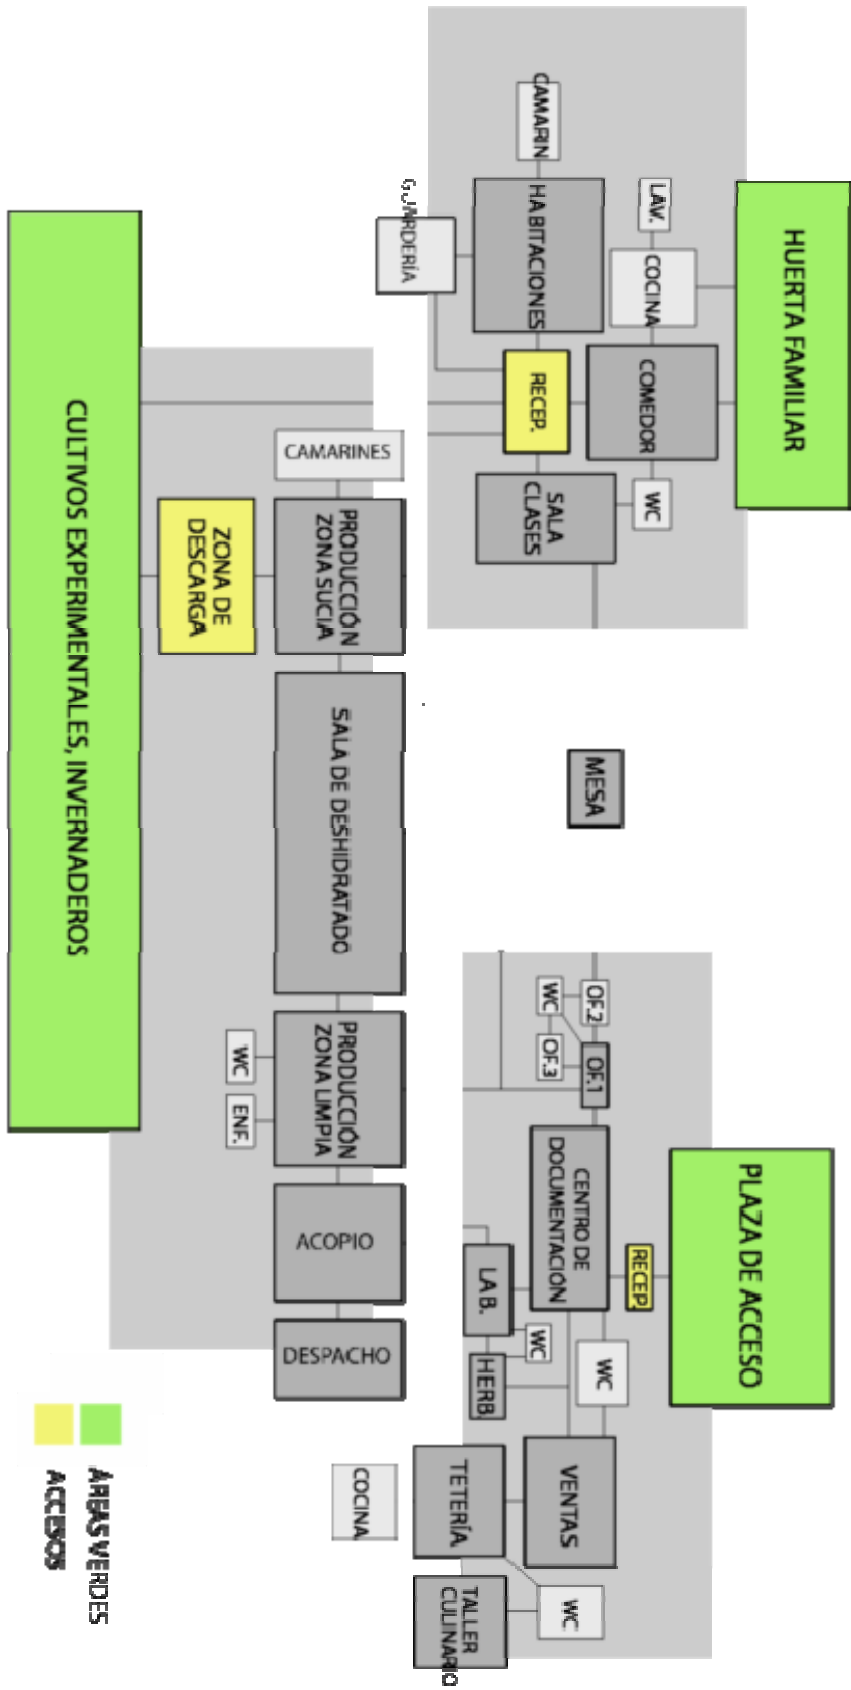 CAMARIN
GUARDERÍA
HABITACIONES
LAV.
COCINA
HUERTA FAMILIAR
RECEP.
COMEDOR
SALA
CLASES
WC
CULTIVOS EXPERIMENTALES, INVERNADEROS
CAMARINES
ZONA DE
DESCARGA
PRODUCCIÓN
ZONA SUCIA
SALA DE DESHIDRATADO
MESA
PRODUCCIÓN
ZONA LIMPIA
WC
ENF.
ACOPIO
DESPACHO
WC
OF.2
OF.3
OF.1
CENTRO DE
DOCUMENTACIÓN
RECEP.
PLAZA DE ACCESO
LAB.
WC
HERB.
WC
COCINA
TETERÍA
VENTAS
TALLER
CULINARIO
WC
ÁREAS VERDES
ACCESOS